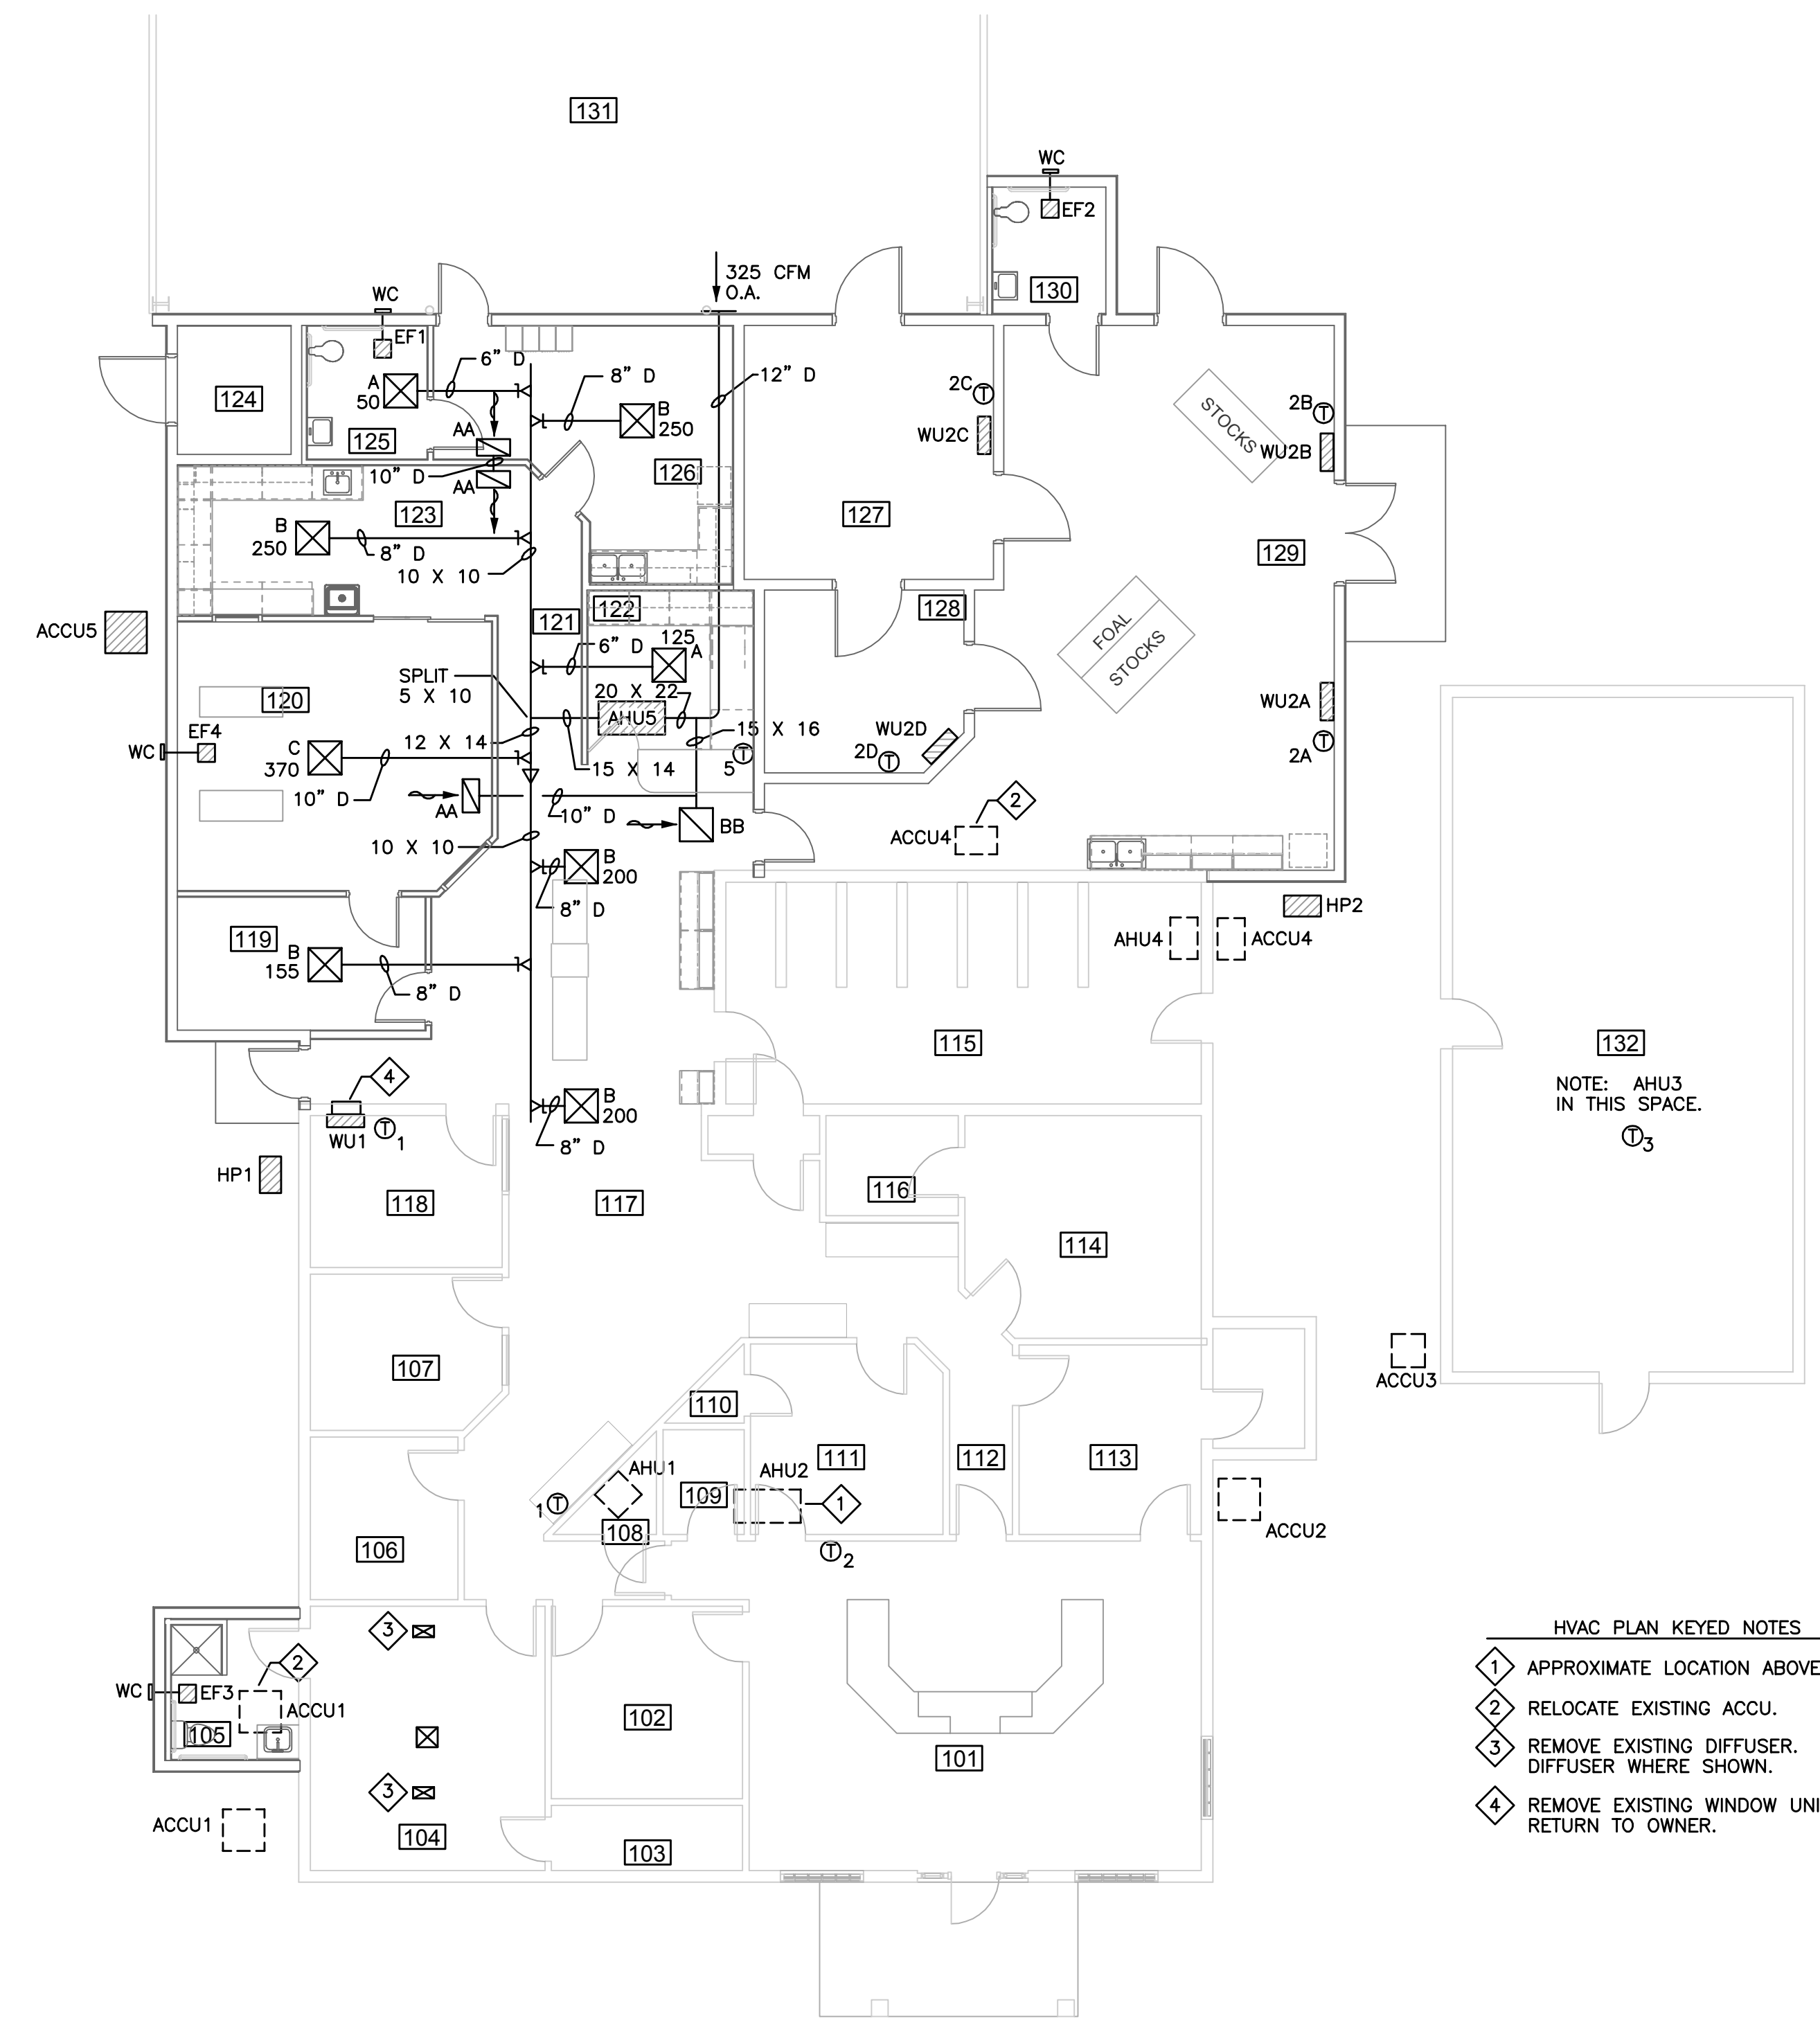 131
WC
EF2
130
325 CFM
O.A.
WC
EF1
6” D
8” D
12” D
A
50
B
250
124
125
AA
10” D
AA
126
2C T
WU2C
STOCKS
2B T
WU2B
123
B
250
8” D
10 X 10
127
129
ACCU5
121
122
128
FOAL
STOCKS
125
A
6” D
SPLIT
5 X 10
20 X 22
AHU5
120
EF4
WC
C
370
12 X 14
15 X 16
15 X 14
5 T
WU2D
2D T
WU2A
2A T
10” D
AA
10” D
BB
10 X 10
2
ACCU4
B
200
8” D
119
B
155
8” D
HP2
AHU4
ACCU4
115
132
NOTE: AHU3
IN THIS SPACE.
T 3
4
WU1
T 1
B
200
8” D
HP1
118
117
116
114
107
110
ACCU3
111
112
113
AHU1
AHU2
109
1
1 T
108
T 2
ACCU2
106
3
2
WC
EF3
ACCU1
105
102
101
3
104
103
ACCU1
HVAC PLAN KEYED NOTES
1 APPROXIMATE LOCATION ABOVE
2 RELOCATE EXISTING ACCU.
3 REMOVE EXISTING DIFFUSER.
DIFFUSER WHERE SHOWN.
4 REMOVE EXISTING WINDOW UNI
RETURN TO OWNER.